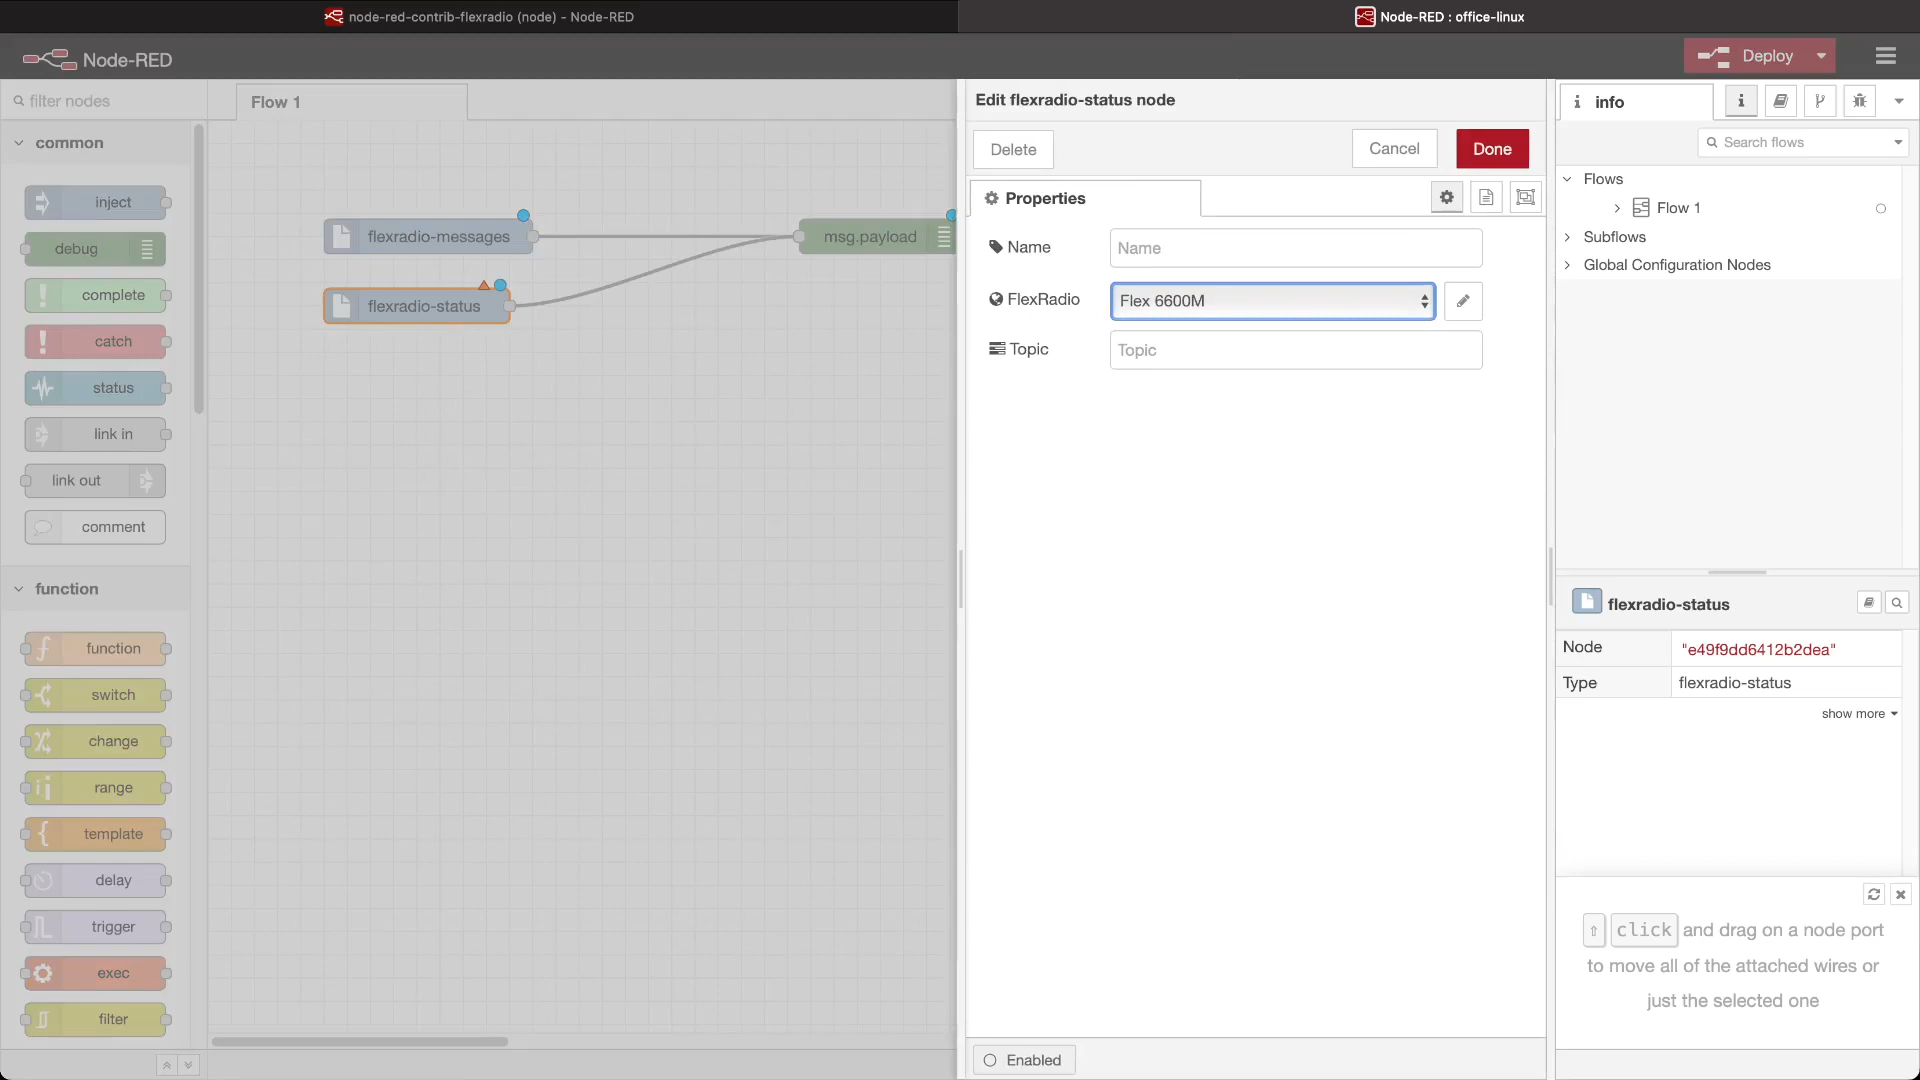 node-red-contrib-flexradio (node) - Node-RED
Node-RED : office-linux
Node-RED
Deploy
filter nodes
Flow 1
common
inject
debug
complete
catch
status
link in
link out
comment
function
function
switch
change
range
template
delay
trigger
exec
filter
flexradio-messages
flexradio-status
msg.payload
Edit flexradio-status node
Delete
Cancel
Done
Properties
Name
Name
FlexRadio
Flex 6600M
Topic
Topic
Enabled
info
Search flows
Flows
Flow 1
Subflows
Global Configuration Nodes
flexradio-status
Node
"e49f9dd6412b2dea"
Type
flexradio-status
show more
⇧ click and drag on a node port
to move all of the attached wires or
just the selected one